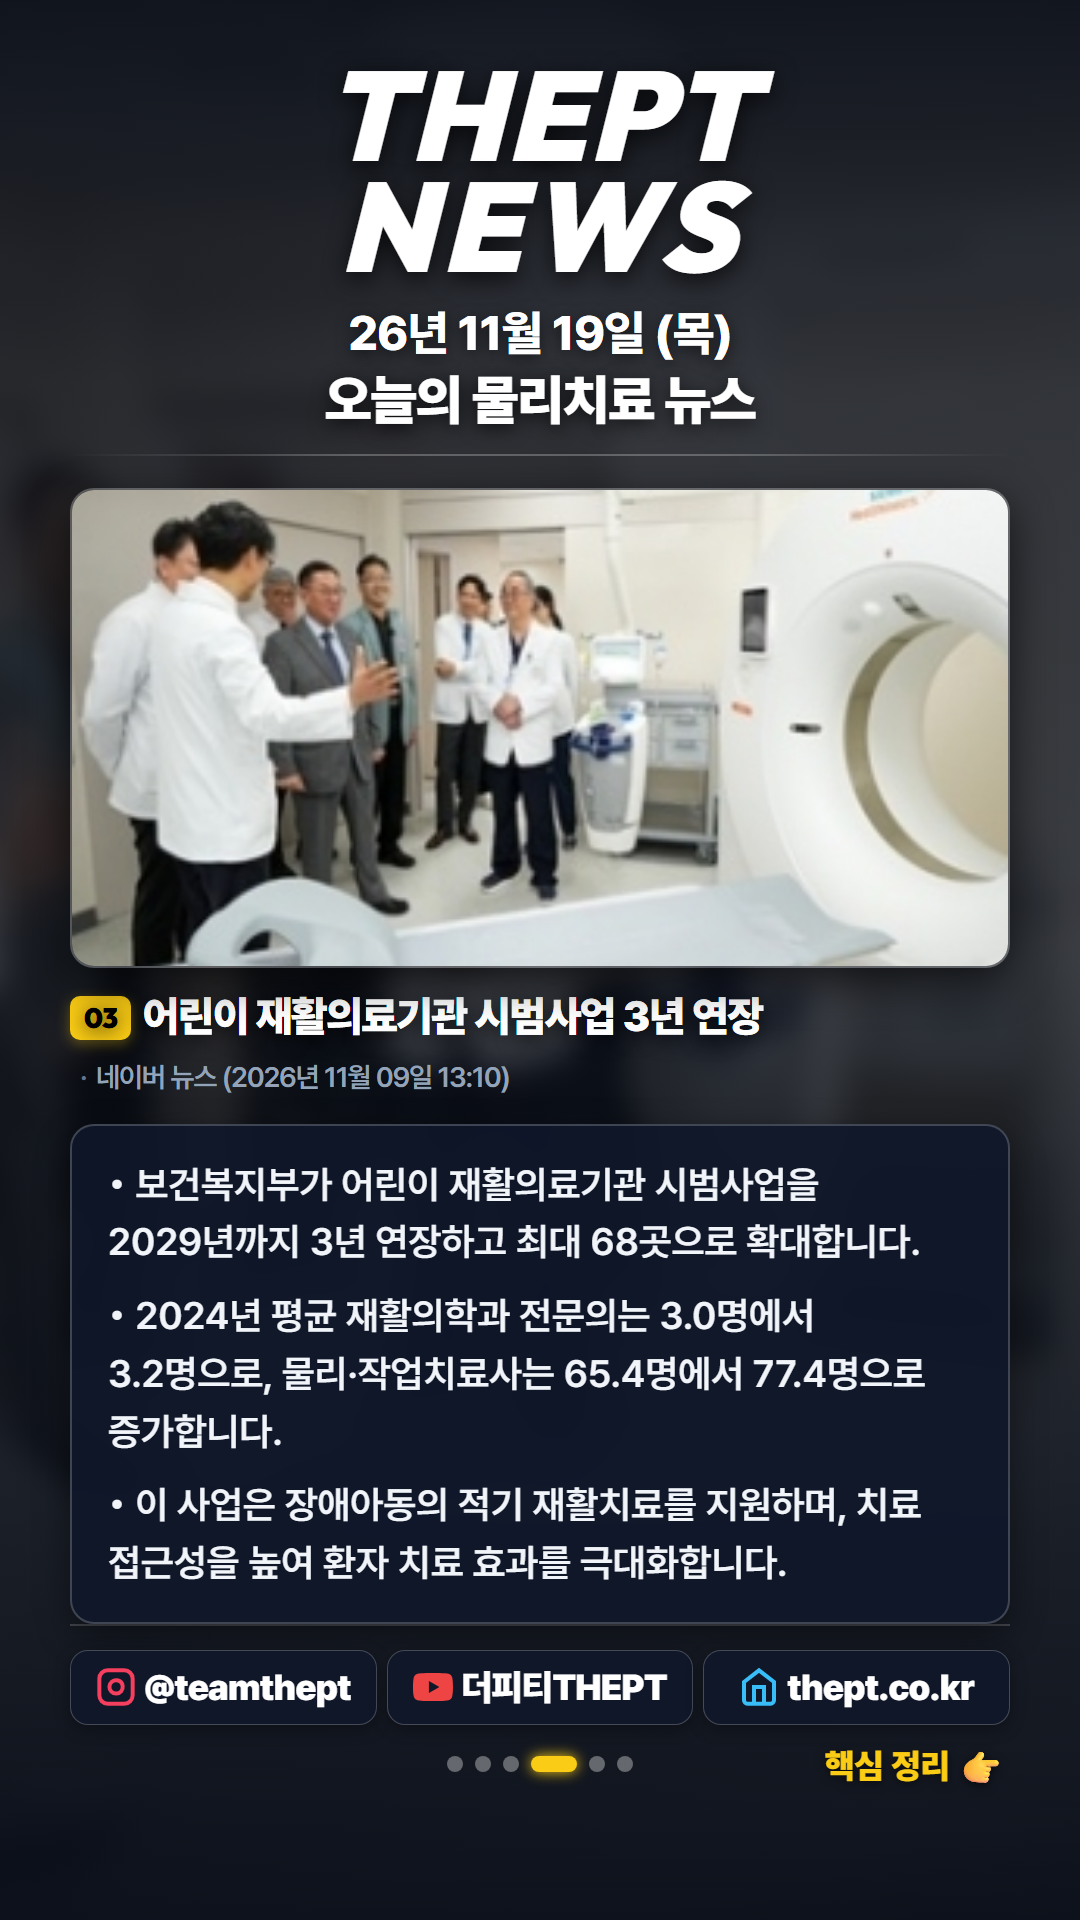 THEPT
NEWS
26년 11월 19일 (목)
오늘의 물리치료 뉴스
03 어린이 재활의료기관 시범사업 3년 연장
· 네이버 뉴스 (2026년 11월 09일 13:10)
• 보건복지부가 어린이 재활의료기관 시범사업을
2029년까지 3년 연장하고 최대 68곳으로 확대합니다.
• 2024년 평균 재활의학과 전문의는 3.0명에서
3.2명으로, 물리·작업치료사는 65.4명에서 77.4명으로
증가합니다.
• 이 사업은 장애아동의 적기 재활치료를 지원하며, 치료
접근성을 높여 환자 치료 효과를 극대화합니다.
@teamthept
더피티THEPT
thept.co.kr
핵심 정리 👉